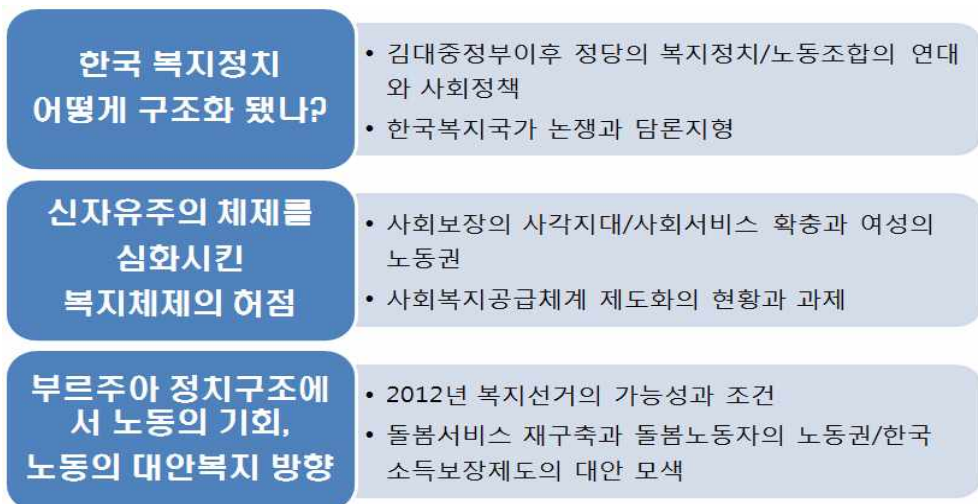 한국 복지정치
어떻게 구조화 됐나?
• 김대중정부이후 정당의 복지정치/노동조합의 연대
와 사회정책
• 한국복지국가 논쟁과 담론지형
신자유주의 체제를
심화시킨
복지체제의 허점
• 사회보장의 사각지대/사회서비스 확충과 여성의
노동권
• 사회복지공급체계 제도화의 현황과 과제
부르주아 정치구조에
서 노동의 기회,
노동의 대안복지 방향
• 2012년 복지선거의 가능성과 조건
• 돌봄서비스 재구축과 돌봄노동자의 노동권/한국
소득보장제도의 대안 모색